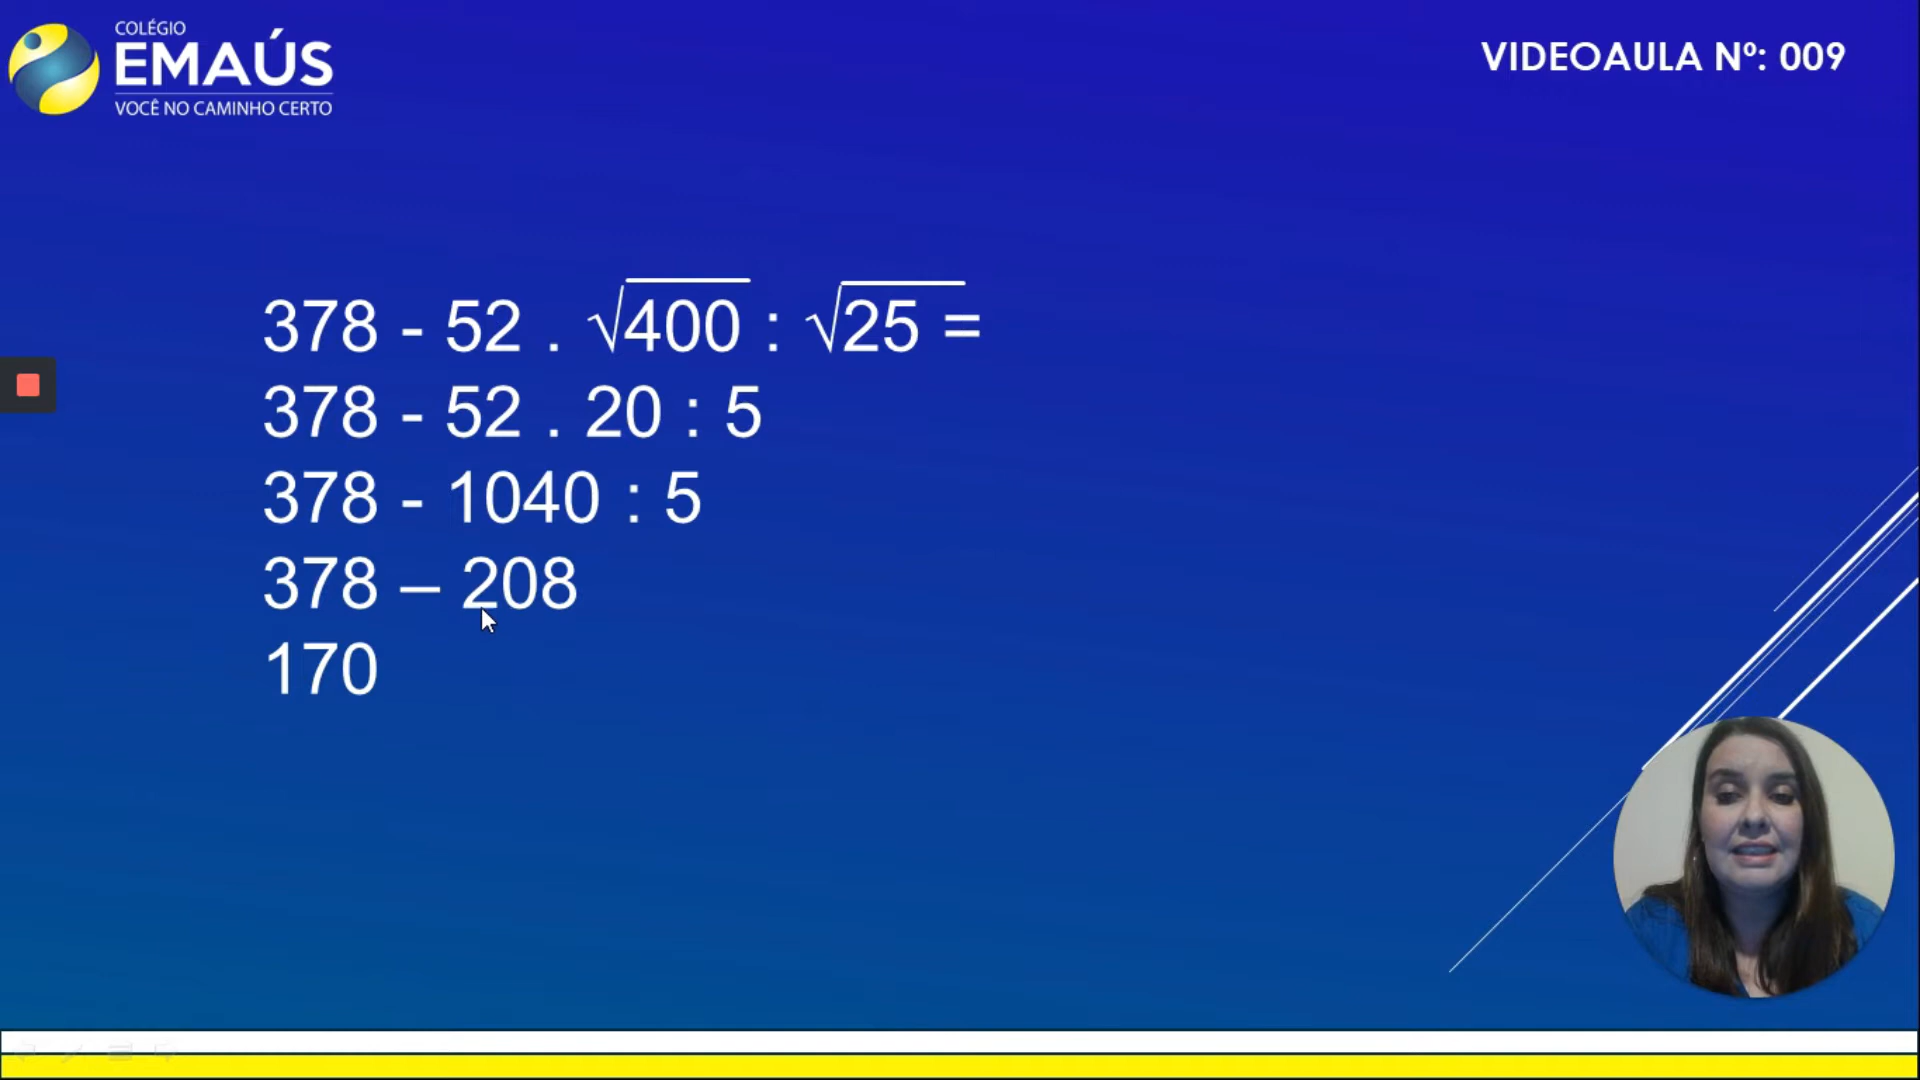 COLÉGIO
EMAÚS
VOCÊ NO CAMINHO CERTO
VIDEOAULA Nº: 009
378 - 52 . √400 : √25 =
378 - 52 . 20 : 5
378 - 1040 : 5
378 – 208
170